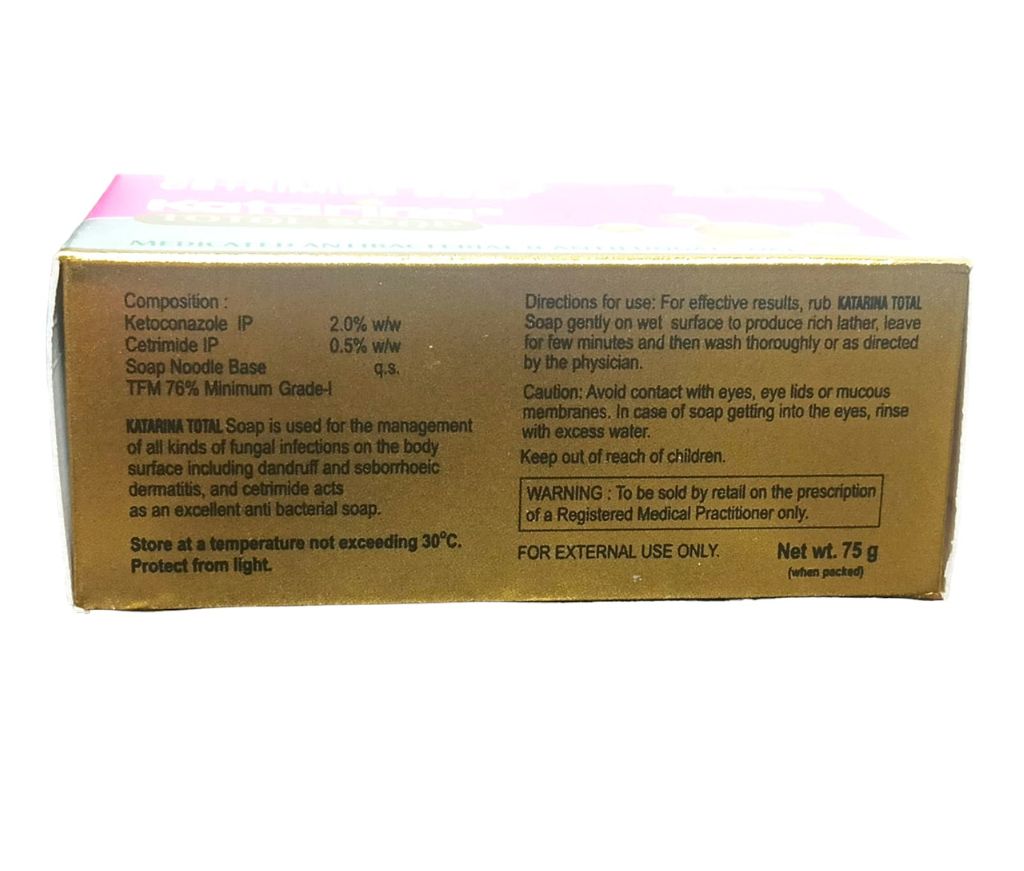 Katarina
TOTAL SOAP
MEDICATED ANTIBACTERIAL & ANTIFUNGAL
Composition :
Ketoconazole IP 2.0% w/w
Cetrimide IP 0.5% w/w
Soap Noodle Base q.s.
TFM 76% Minimum Grade-I
KATARINA TOTAL Soap is used for the management
of all kinds of fungal infections on the body
surface including dandruff and seborrhoeic
dermatitis, and cetrimide acts
as an excellent anti bacterial soap.
Store at a temperature not exceeding 30°C.
Protect from light.
Directions for use: For effective results, rub KATARINA TOTAL
Soap gently on wet surface to produce rich lather, leave
for few minutes and then wash thoroughly or as directed
by the physician.
Caution: Avoid contact with eyes, eye lids or mucous
membranes. In case of soap getting into the eyes, rinse
with excess water.
Keep out of reach of children.
WARNING : To be sold by retail on the prescription
of a Registered Medical Practitioner only.
FOR EXTERNAL USE ONLY.
Net wt. 75 g
(when packed)